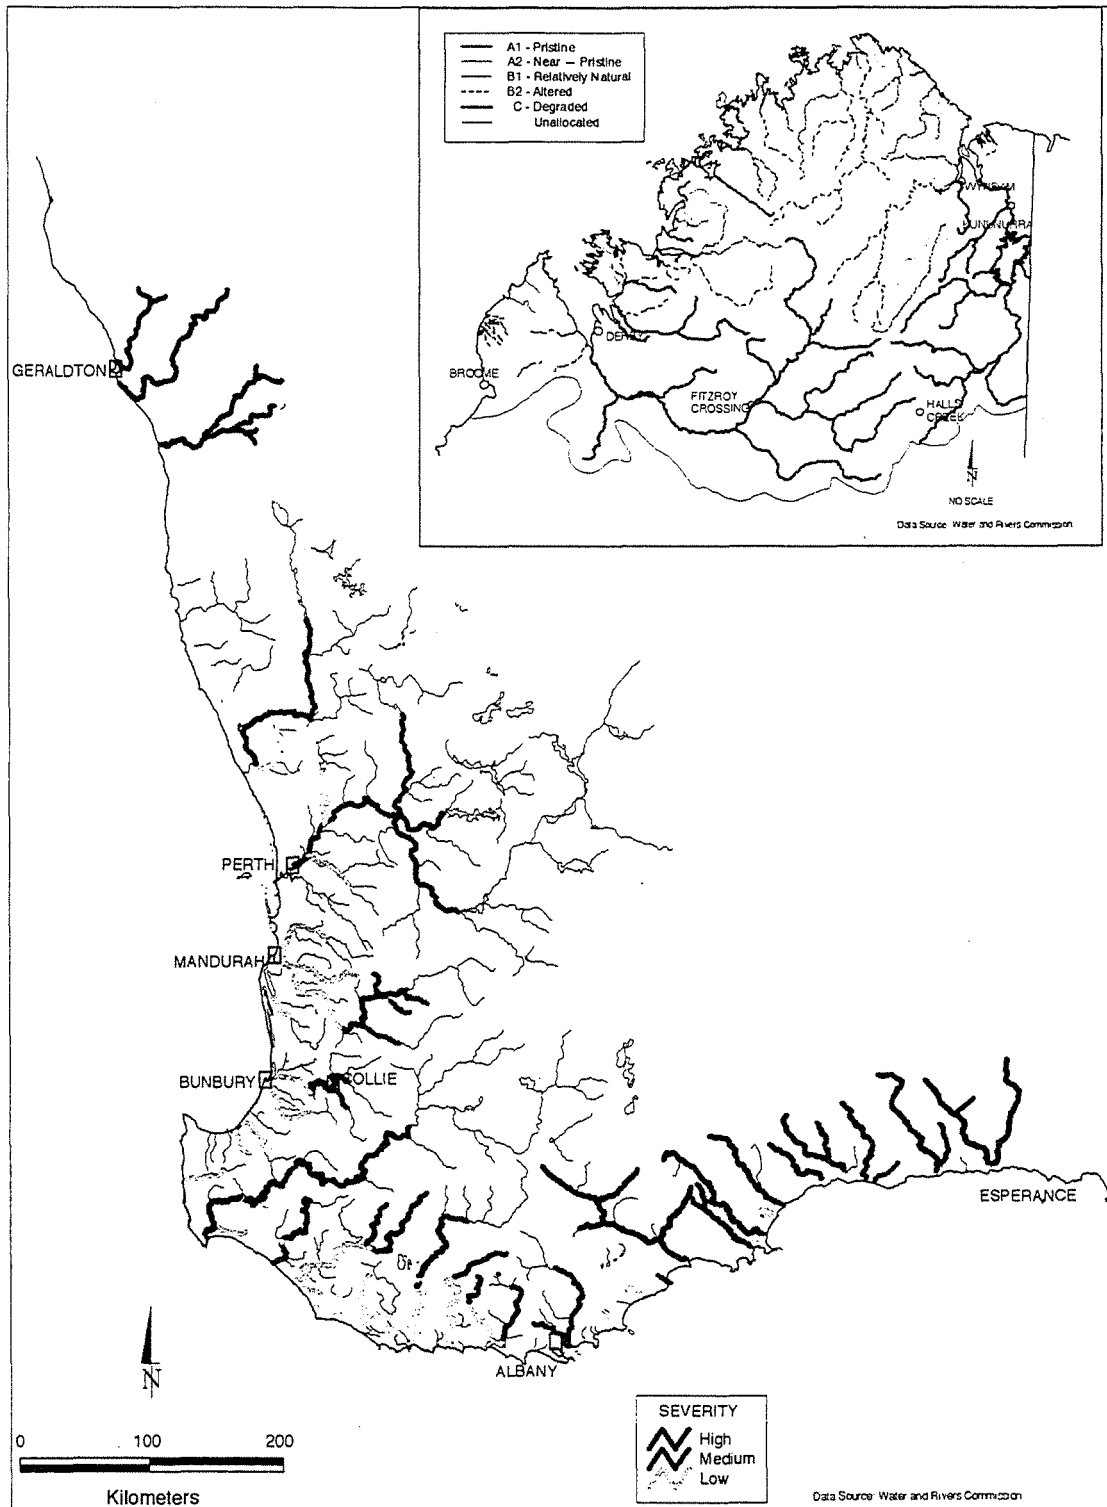 A1 - Pristine
A2 - Near — Pristine
B1 - Relatively Natural
B2 - Altered
C - Degraded
Unallocated
WYNDHAM
KUNUNURRA
DERBY
BROOME
FITZROY
CROSSING
HALLS
CREEK
N
NO SCALE
Data Source: Water and Rivers Commission
GERALDTON
PERTH
MANDURAH
BUNBURY
COLLIE
ESPERANCE
ALBANY
N
SEVERITY
High
Medium
Low
0 100 200
Kilometers
Data Source: Water and Rivers Commission